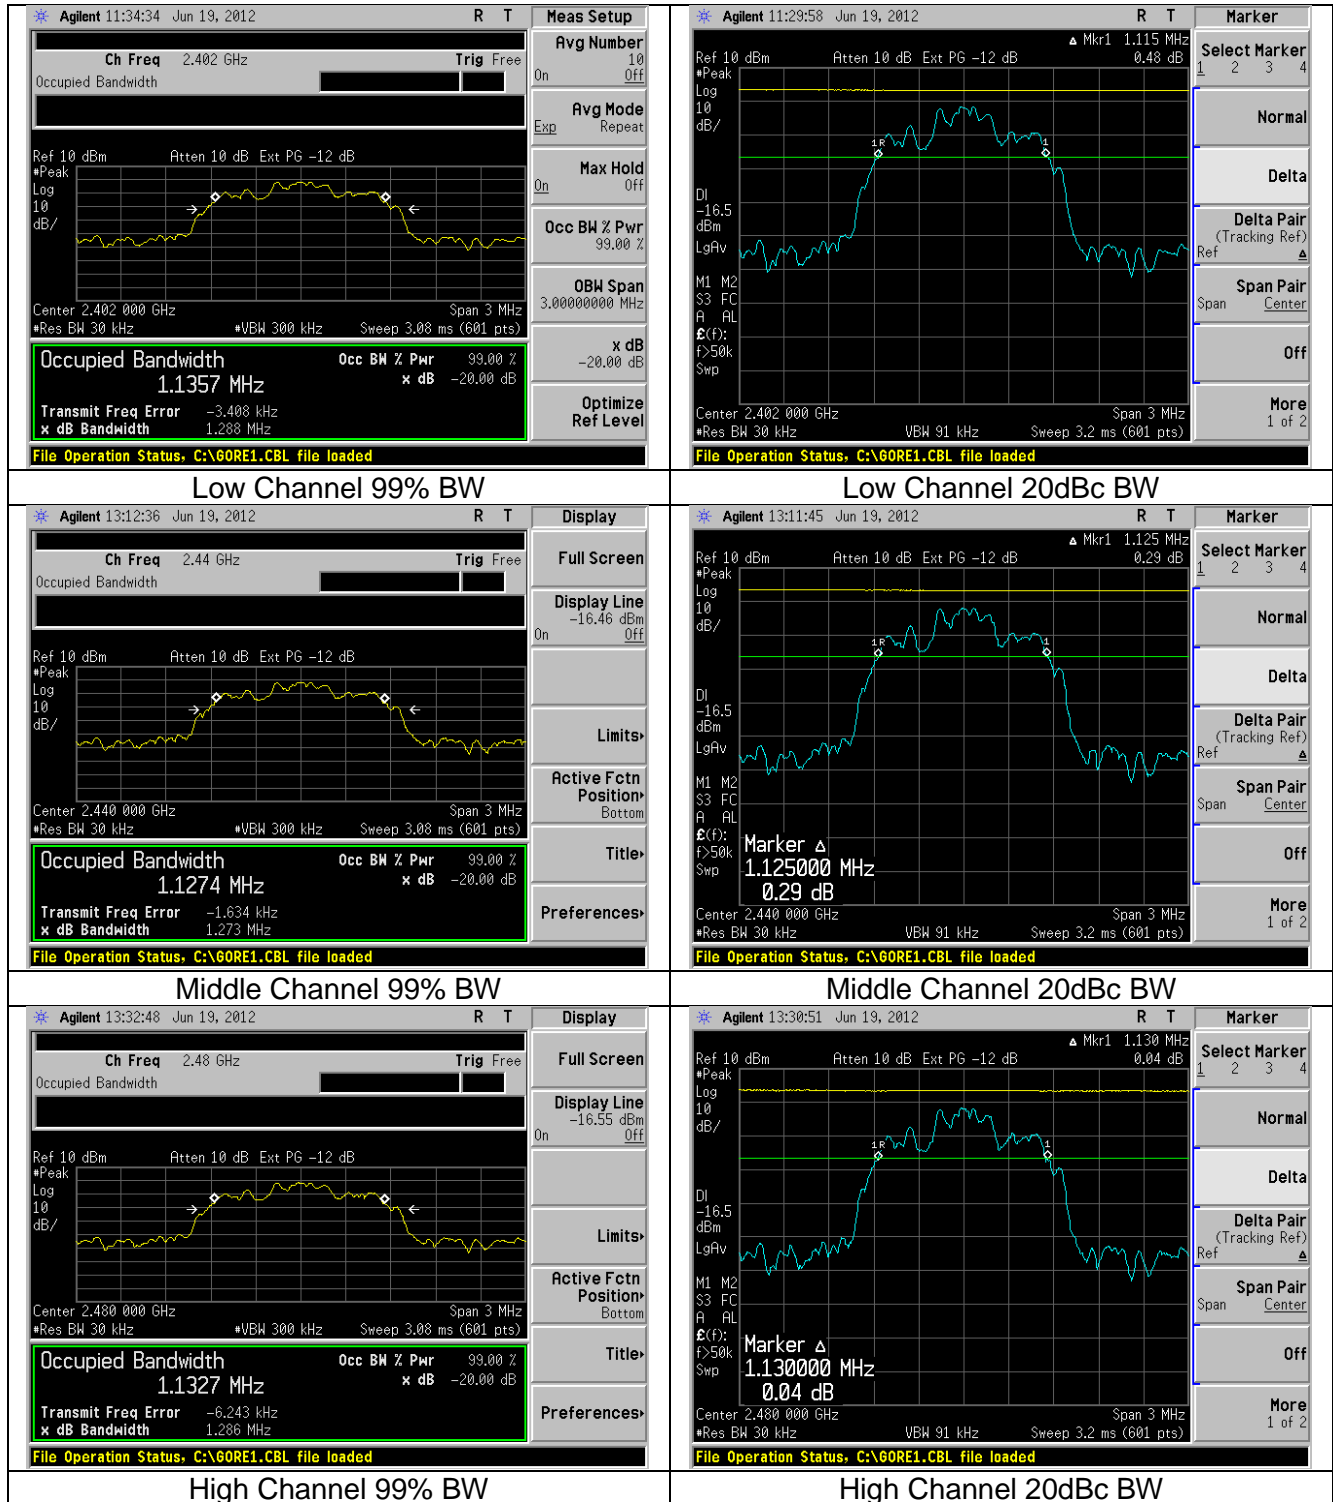 Agilent 11:34:34 Jun 19, 2012 R T
Meas Setup
Ch Freq 2.402 GHz Trig Free
Occupied Bandwidth
Ref 10 dBm Atten 10 dB Ext PG -12 dB
#Peak
Log
10
dB/
Center 2.402 000 GHz Span 3 MHz
#Res BW 30 kHz #VBW 300 kHz Sweep 3.08 ms (601 pts)
Occupied Bandwidth Occ BW % Pwr 99.00 %
1.1357 MHz x dB -20.00 dB
Transmit Freq Error -3.408 kHz
x dB Bandwidth 1.288 MHz
File Operation Status, C:\GORE1.CBL file loaded
Avg Number
10
On Off
Avg Mode
Exp Repeat
Max Hold
On Off
Occ BW % Pwr
99.00 %
OBW Span
3.00000000 MHz
x dB
-20.00 dB
Optimize
Ref Level
Low Channel 99% BW
Agilent 11:29:58 Jun 19, 2012 R T
Marker
Δ Mkr1 1.115 MHz
Ref 10 dBm Atten 10 dB Ext PG -12 dB 0.48 dB
#Peak
Log
10
dB/
1R 1
DI
-16.5
dBm
LgAv
M1 M2
S3 FC
A AL
£(f):
f>50k
Swp
Center 2.402 000 GHz Span 3 MHz
#Res BW 30 kHz VBW 91 kHz Sweep 3.2 ms (601 pts)
File Operation Status, C:\GORE1.CBL file loaded
Select Marker
1 2 3 4
Normal
Delta
Delta Pair
(Tracking Ref)
Ref Δ
Span Pair
Span Center
Off
More
1 of 2
Low Channel 20dBc BW
Agilent 13:12:36 Jun 19, 2012 R T
Display
Ch Freq 2.44 GHz Trig Free
Occupied Bandwidth
Ref 10 dBm Atten 10 dB Ext PG -12 dB
#Peak
Log
10
dB/
Center 2.440 000 GHz Span 3 MHz
#Res BW 30 kHz #VBW 300 kHz Sweep 3.08 ms (601 pts)
Occupied Bandwidth Occ BW % Pwr 99.00 %
1.1274 MHz x dB -20.00 dB
Transmit Freq Error -1.634 kHz
x dB Bandwidth 1.273 MHz
File Operation Status, C:\GORE1.CBL file loaded
Full Screen
Display Line
-16.46 dBm
On Off
Limits
Active Fctn
Position
Bottom
Title
Preferences
Middle Channel 99% BW
Agilent 13:11:45 Jun 19, 2012 R T
Marker
Δ Mkr1 1.125 MHz
Ref 10 dBm Atten 10 dB Ext PG -12 dB 0.29 dB
#Peak
Log
10
dB/
1R 1
DI
-16.5
dBm
LgAv
M1 M2
S3 FC
A AL
£(f):
f>50k
Swp
Marker Δ
1.125000 MHz
0.29 dB
Center 2.440 000 GHz Span 3 MHz
#Res BW 30 kHz VBW 91 kHz Sweep 3.2 ms (601 pts)
File Operation Status, C:\GORE1.CBL file loaded
Select Marker
1 2 3 4
Normal
Delta
Delta Pair
(Tracking Ref)
Ref Δ
Span Pair
Span Center
Off
More
1 of 2
Middle Channel 20dBc BW
Agilent 13:32:48 Jun 19, 2012 R T
Display
Ch Freq 2.48 GHz Trig Free
Occupied Bandwidth
Ref 10 dBm Atten 10 dB Ext PG -12 dB
#Peak
Log
10
dB/
Center 2.480 000 GHz Span 3 MHz
#Res BW 30 kHz #VBW 300 kHz Sweep 3.08 ms (601 pts)
Occupied Bandwidth Occ BW % Pwr 99.00 %
1.1327 MHz x dB -20.00 dB
Transmit Freq Error -6.243 kHz
x dB Bandwidth 1.286 MHz
File Operation Status, C:\GORE1.CBL file loaded
Full Screen
Display Line
-16.55 dBm
On Off
Limits
Active Fctn
Position
Bottom
Title
Preferences
High Channel 99% BW
Agilent 13:30:51 Jun 19, 2012 R T
Marker
Δ Mkr1 1.130 MHz
Ref 10 dBm Atten 10 dB Ext PG -12 dB 0.04 dB
#Peak
Log
10
dB/
1R 1
DI
-16.5
dBm
LgAv
M1 M2
S3 FC
A AL
£(f):
f>50k
Swp
Marker Δ
1.130000 MHz
0.04 dB
Center 2.480 000 GHz Span 3 MHz
#Res BW 30 kHz VBW 91 kHz Sweep 3.2 ms (601 pts)
File Operation Status, C:\GORE1.CBL file loaded
Select Marker
1 2 3 4
Normal
Delta
Delta Pair
(Tracking Ref)
Ref Δ
Span Pair
Span Center
Off
More
1 of 2
High Channel 20dBc BW